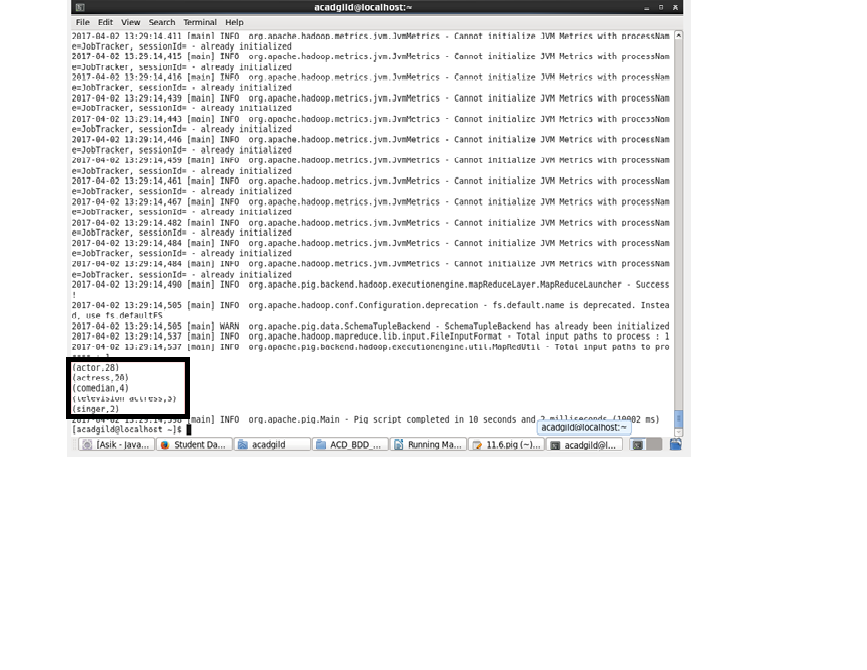 acadgild@localhost:~
File Edit View Search Terminal Help
2017-04-02 13:29:14,411 [main] INFO org.apache.hadoop.metrics.jvm.JvmMetrics - Cannot initialize JVM Metrics with processNam
e=JobTracker, sessionId= - already initialized
2017-04-02 13:29:14,415 [main] INFO org.apache.hadoop.metrics.jvm.JvmMetrics - Cannot initialize JVM Metrics with processNam
e=JobTracker, sessionId= - already initialized
2017-04-02 13:29:14,416 [main] INFO org.apache.hadoop.metrics.jvm.JvmMetrics - Cannot initialize JVM Metrics with processNam
e=JobTracker, sessionId= - already initialized
2017-04-02 13:29:14,439 [main] INFO org.apache.hadoop.metrics.jvm.JvmMetrics - Cannot initialize JVM Metrics with processNam
e=JobTracker, sessionId= - already initialized
2017-04-02 13:29:14,443 [main] INFO org.apache.hadoop.metrics.jvm.JvmMetrics - Cannot initialize JVM Metrics with processNam
e=JobTracker, sessionId= - already initialized
2017-04-02 13:29:14,446 [main] INFO org.apache.hadoop.metrics.jvm.JvmMetrics - Cannot initialize JVM Metrics with processNam
e=JobTracker, sessionId= - already initialized
2017-04-02 13:29:14,459 [main] INFO org.apache.hadoop.metrics.jvm.JvmMetrics - Cannot initialize JVM Metrics with processNam
e=JobTracker, sessionId= - already initialized
2017-04-02 13:29:14,461 [main] INFO org.apache.hadoop.metrics.jvm.JvmMetrics - Cannot initialize JVM Metrics with processNam
e=JobTracker, sessionId= - already initialized
2017-04-02 13:29:14,467 [main] INFO org.apache.hadoop.metrics.jvm.JvmMetrics - Cannot initialize JVM Metrics with processNam
e=JobTracker, sessionId= - already initialized
2017-04-02 13:29:14,482 [main] INFO org.apache.hadoop.metrics.jvm.JvmMetrics - Cannot initialize JVM Metrics with processNam
e=JobTracker, sessionId= - already initialized
2017-04-02 13:29:14,484 [main] INFO org.apache.hadoop.metrics.jvm.JvmMetrics - Cannot initialize JVM Metrics with processNam
e=JobTracker, sessionId= - already initialized
2017-04-02 13:29:14,484 [main] INFO org.apache.hadoop.metrics.jvm.JvmMetrics - Cannot initialize JVM Metrics with processNam
e=JobTracker, sessionId= - already initialized
2017-04-02 13:29:14,490 [main] INFO org.apache.pig.backend.hadoop.executionengine.mapReduceLayer.MapReduceLauncher - Success
!
2017-04-02 13:29:14,505 [main] INFO org.apache.hadoop.conf.Configuration.deprecation - fs.default.name is deprecated. Instea
d, use fs.defaultFS
2017-04-02 13:29:14,505 [main] WARN org.apache.pig.data.SchemaTupleBackend - SchemaTupleBackend has already been initialized
2017-04-02 13:29:14,537 [main] INFO org.apache.hadoop.mapreduce.lib.input.FileInputFormat - Total input paths to process : 1
2017-04-02 13:29:14,537 [main] INFO org.apache.pig.backend.hadoop.executionengine.util.MapRedUtil - Total input paths to pro
cess : 1
(actor,28)
(actress,20)
(comedian,4)
(television actress,3)
(singer,2)
[main] INFO org.apache.pig.Main - Pig script completed in 10 seconds and 2 milliseconds (10002 ms)
[acadgild@localhost ~]$
acadgild@localhost:~
[Asik - Java... Student Da... acadgild ACD_BDD_... Running Ma... 11.6.pig (~)... acadgild@l...